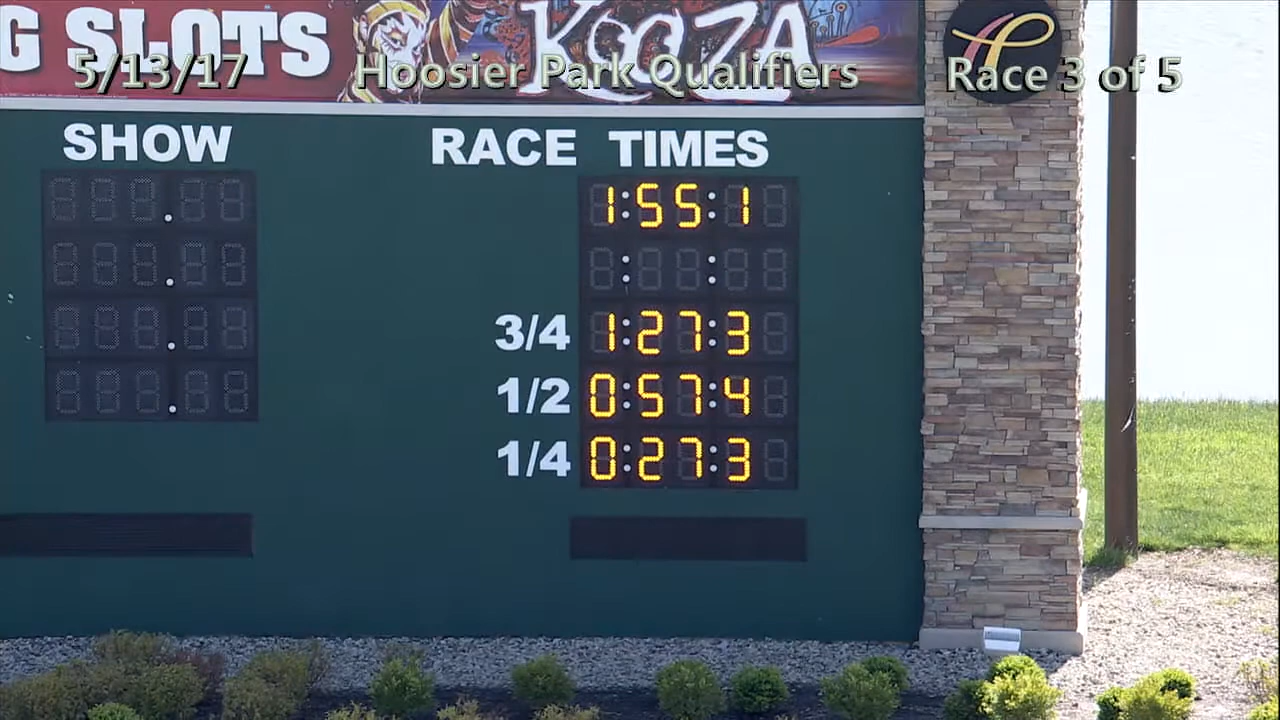 G SLOTS
KOOZA
5/13/17 Hoosier Park Qualifiers Race 3 of 5
SHOW RACE TIMES
1:55:1
3/4 1:27:3
1/2 0:57:4
1/4 0:27:3